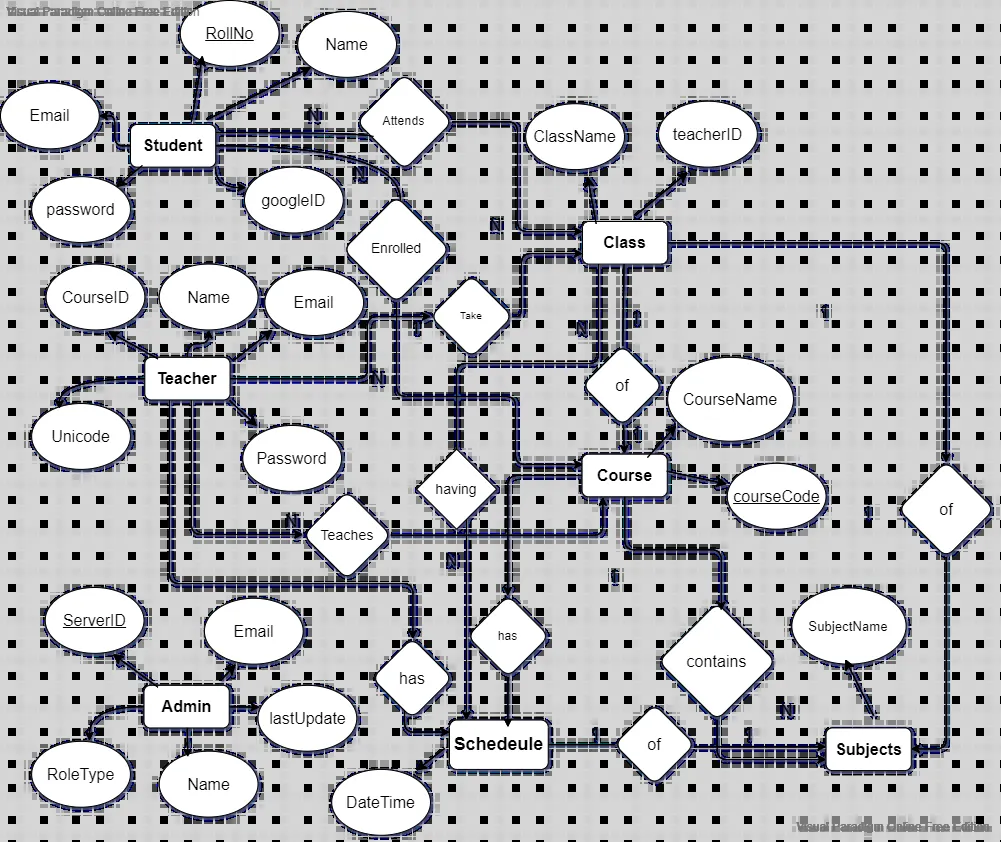 Visual Paradigm Online Free Edition
RollNo
Name
Email
Attends
N
ClassName
teacherID
Student
password
googleID
N
Class
Enrolled
N
CourseID
Name
Email
Take
1
N
1
1
Teacher
N
of
CourseName
Unicode
Password
1
Course
having
courseCode
of
1
N
Teaches
N
1
ServerID
Email
has
SubjectName
has
contains
Admin
lastUpdate
N
Schedeule
1
of
1
Subjects
RoleType
Name
DateTime
Visual Paradigm Online Free Edition